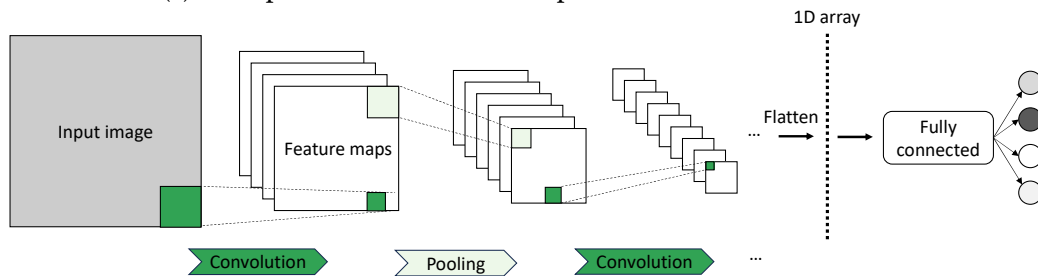 1D array
Input image
Feature maps
...
Flatten
Fully
connected
Convolution
Pooling
Convolution
...